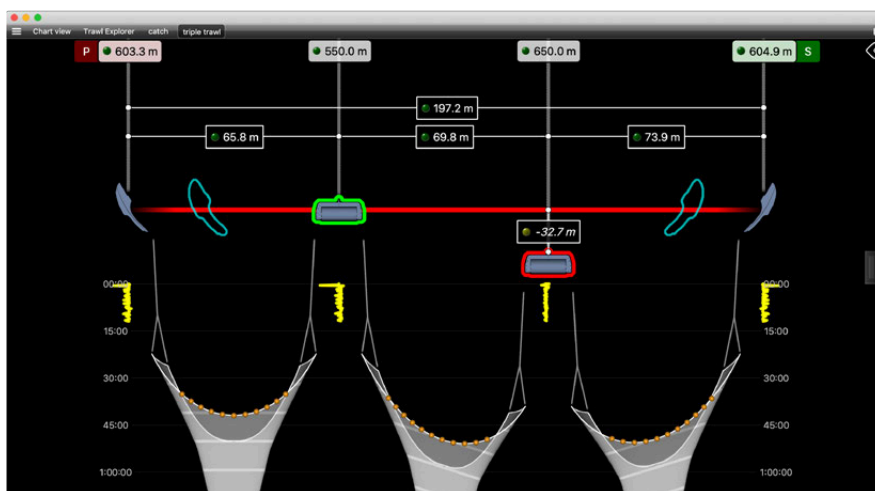 Chart view Trawl Explorer catch triple trawl
P 603.3 m 550.0 m 650.0 m 604.9 m S
197.2 m
65.8 m 69.8 m 73.9 m
-32.7 m
00:00 00:00
15:00 15:00
30:00 30:00
45:00 45:00
1:00:00 1:00:00